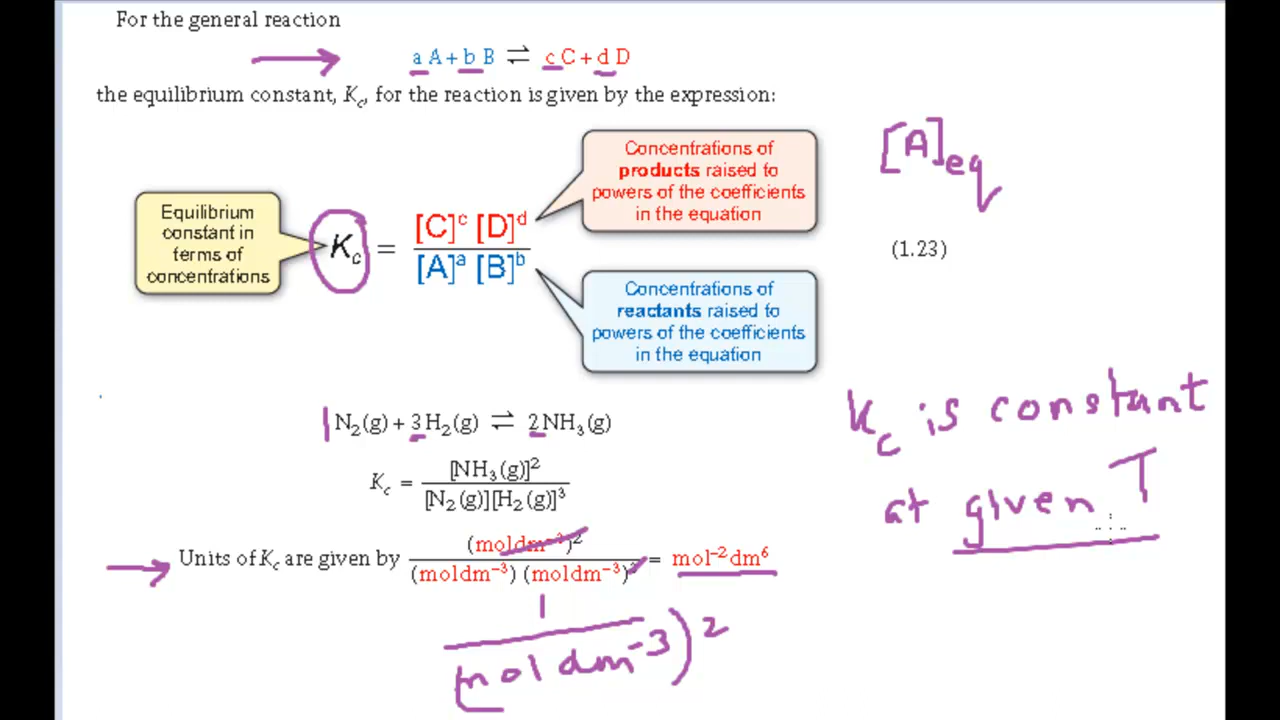 For the general reaction
a A + b B ⇌ c C + d D
the equilibrium constant, Kc, for the reaction is given by the expression:
[A]eq
Concentrations of
products raised to
powers of the coefficients
in the equation
Equilibrium
constant in
terms of
concentrations
Kc = [C]ᶜ [D]ᵈ / [A]ᵃ [B]ᵇ
(1.23)
Concentrations of
reactants raised to
powers of the coefficients
in the equation
1 N₂(g) + 3H₂(g) ⇌ 2NH₃(g)
Kc = [NH₃(g)]² / [N₂(g)][H₂(g)]³
Kc is constant
at given T
Units of Kc are given by (moldm⁻³)² / (moldm⁻³) (moldm⁻³)³ = mol⁻²dm⁶
1 / (mol dm⁻³)²